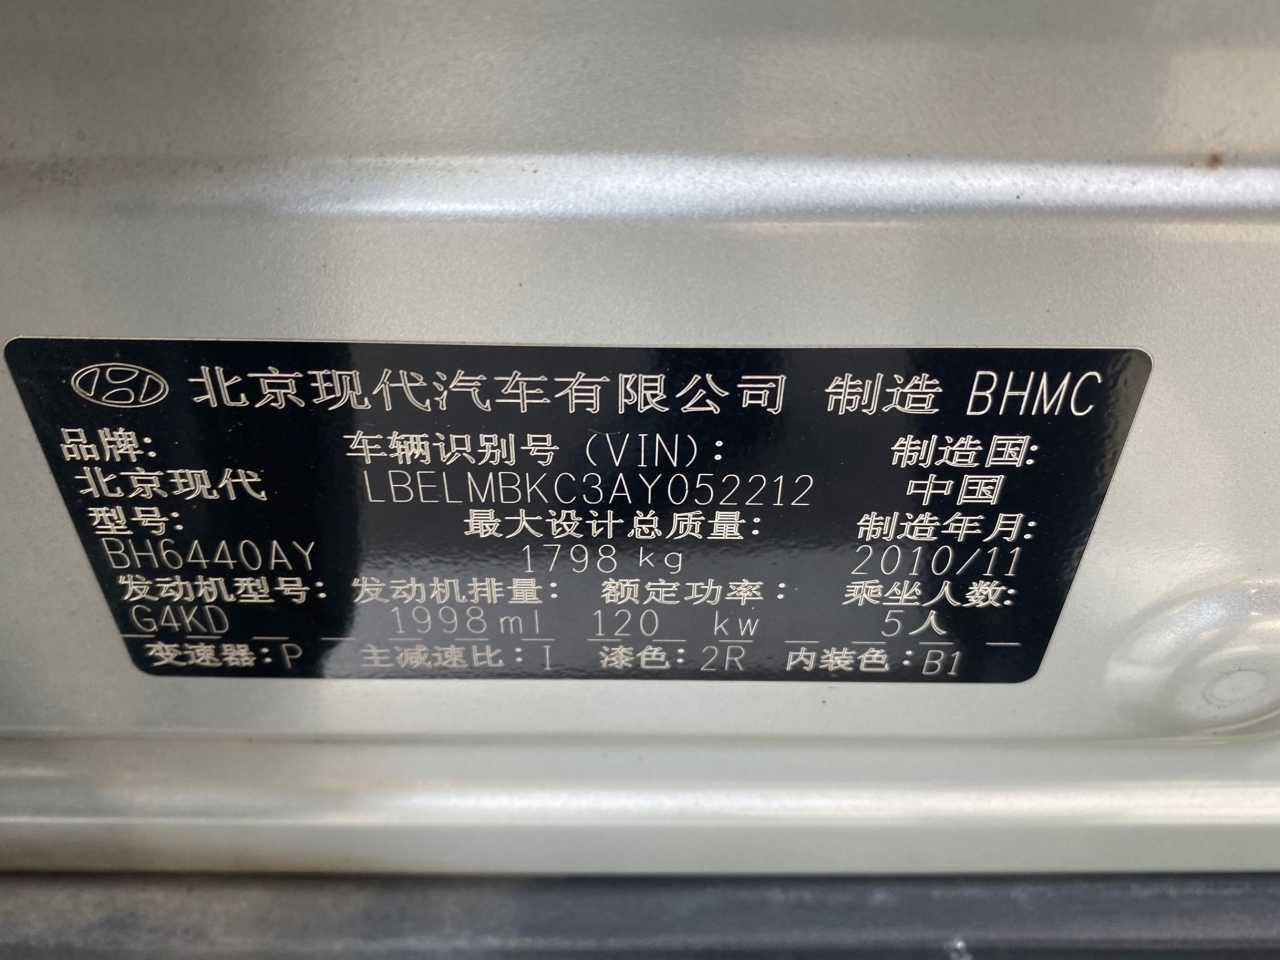 北京现代汽车有限公司 制造 BHMC
品牌: 车辆识别号 (VIN): 制造国:
北京现代 LBELMBKC3AY052212 中国
型号: 最大设计总质量: 制造年月:
BH6440AY 1798 kg 2010/11
发动机型号: 发动机排量: 额定功率: 乘坐人数:
G4KD 1998ml 120 kw 5人
变速器:P 主减速比:I 漆色:2R 内装色:B1